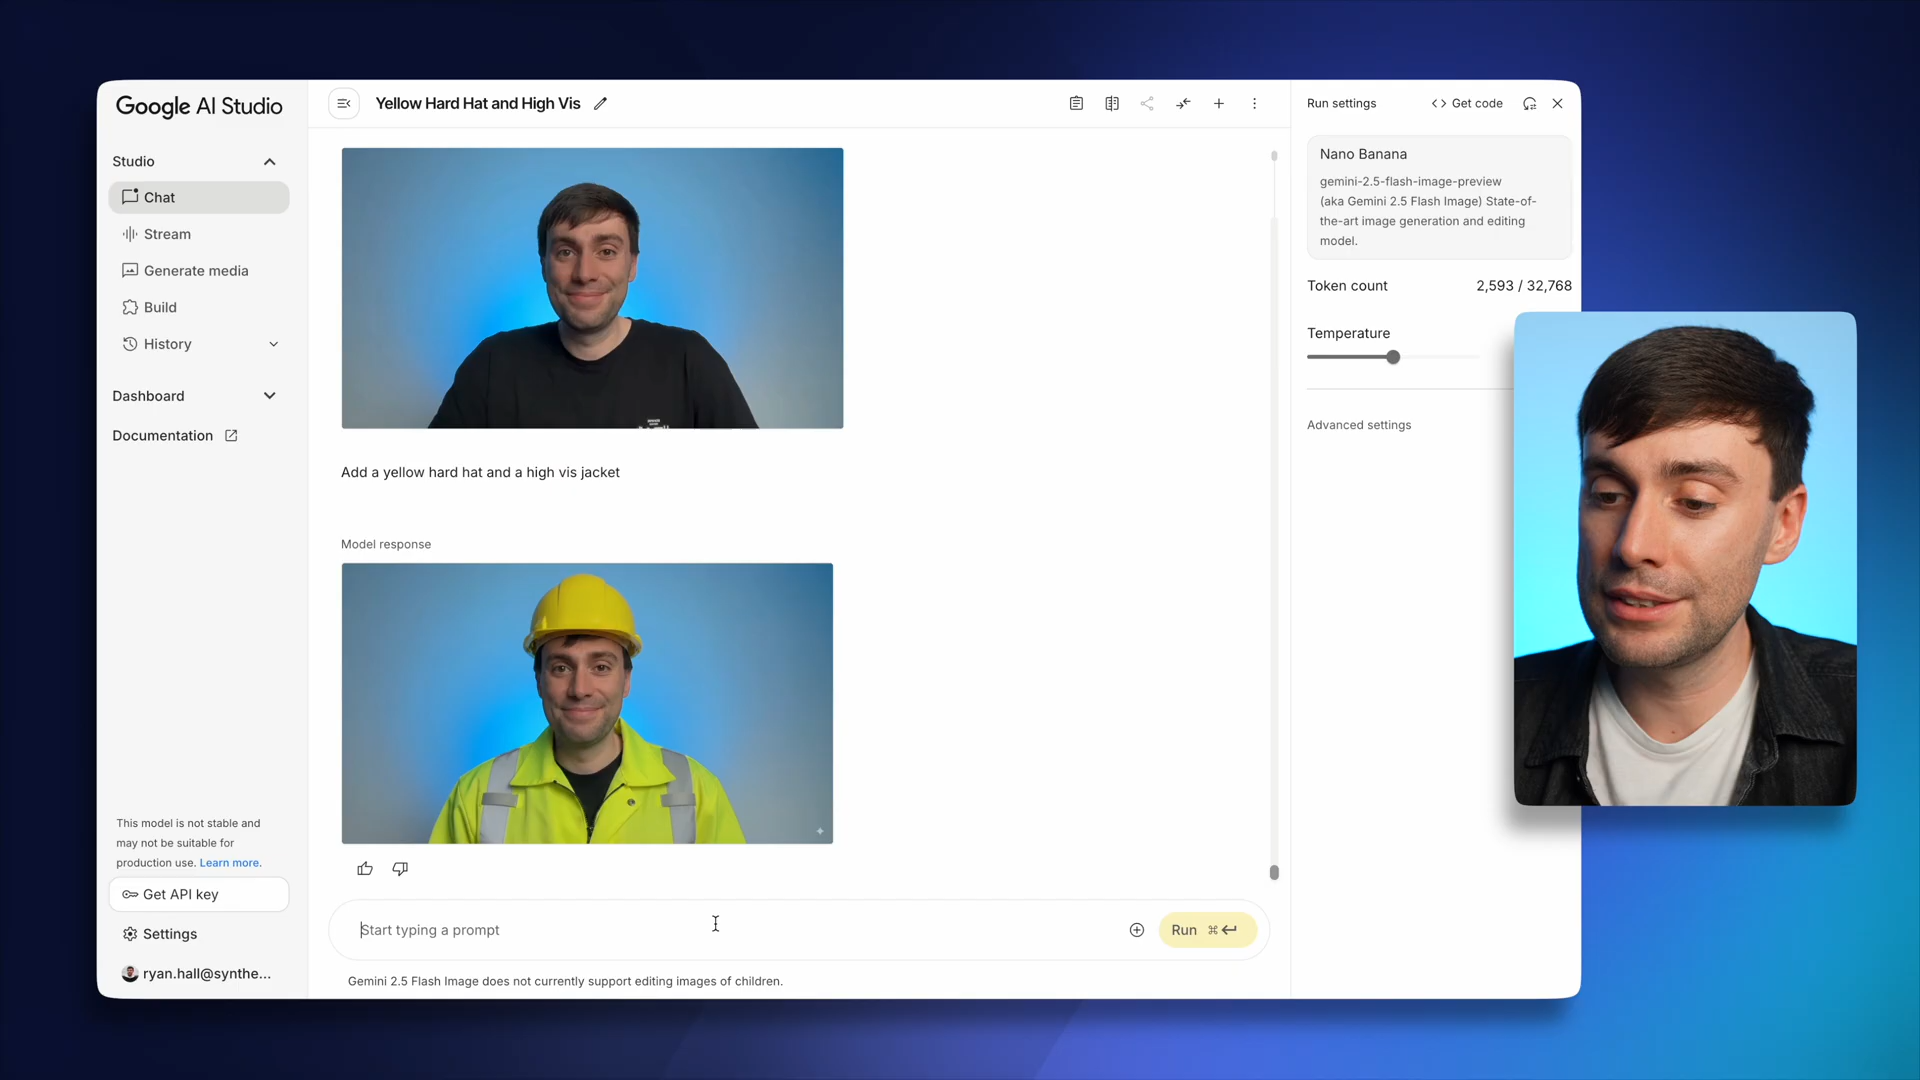 Google AI Studio
Studio
Chat
Stream
Generate media
Build
History
Dashboard
Documentation
This model is not stable and
may not be suitable for
production use. Learn more.
Get API key
Settings
ryan.hall@synthe...
Yellow Hard Hat and High Vis
Add a yellow hard hat and a high vis jacket
Model response
Start typing a prompt
Run ⌘↵
Gemini 2.5 Flash Image does not currently support editing images of children.
Run settings
<> Get code
Nano Banana
gemini-2.5-flash-image-preview
(aka Gemini 2.5 Flash Image) State-of-
the-art image generation and editing
model.
Token count 2,593 / 32,768
Temperature
Advanced settings